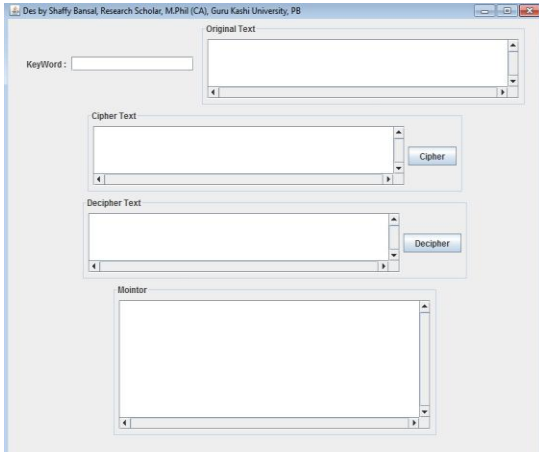 Des by Shaffy Bansal, Research Scholar, M.Phil (CA), Guru Kashi University, PB
Original Text
KeyWord :
Cipher Text
Cipher
Decipher Text
Decipher
Mointor